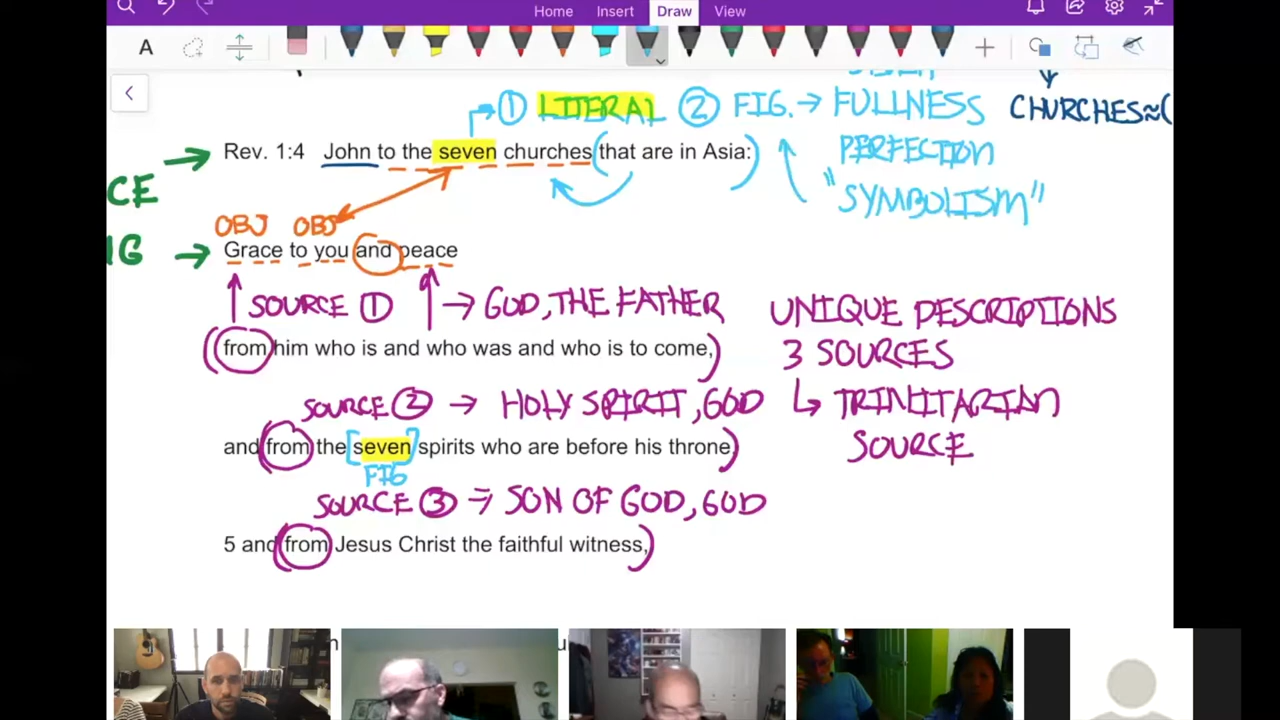 Home Insert Draw View
A
① LITERAL ② FIG. → FULLNESS CHURCHES≈(
Rev. 1:4 John to the seven churches (that are in Asia:)
PERFECTION
"SYMBOLISM"
CE
OBJ OBJ
Grace to you and peace
SOURCE ① → GOD, THE FATHER
UNIQUE DESCRIPTIONS
(from him who is and who was and who is to come,)
3 SOURCES
SOURCE ② → HOLY SPIRIT, GOD
↳ TRINITARIAN
and (from the [seven] spirits who are before his throne,)
SOURCE
FIG
SOURCE ③ ⇒ SON OF GOD, GOD
5 and (from Jesus Christ the faithful witness,)